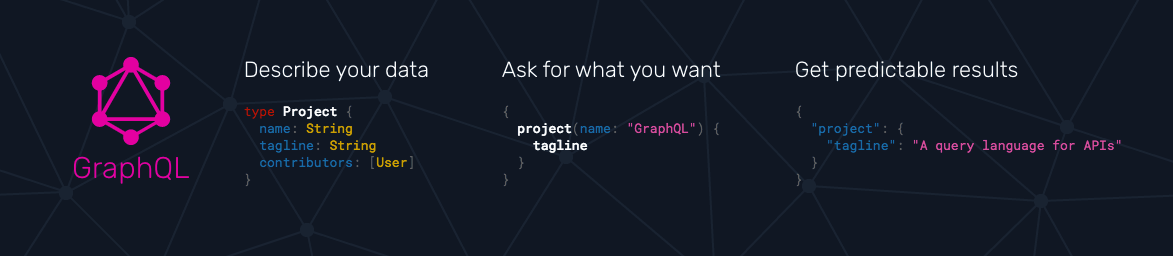 GraphQL
Describe your data
type Project {
  name: String
  tagline: String
  contributors: [User]
}
Ask for what you want
{
  project(name: "GraphQL") {
    tagline
  }
}
Get predictable results
{
  "project": {
    "tagline": "A query language for APIs"
  }
}